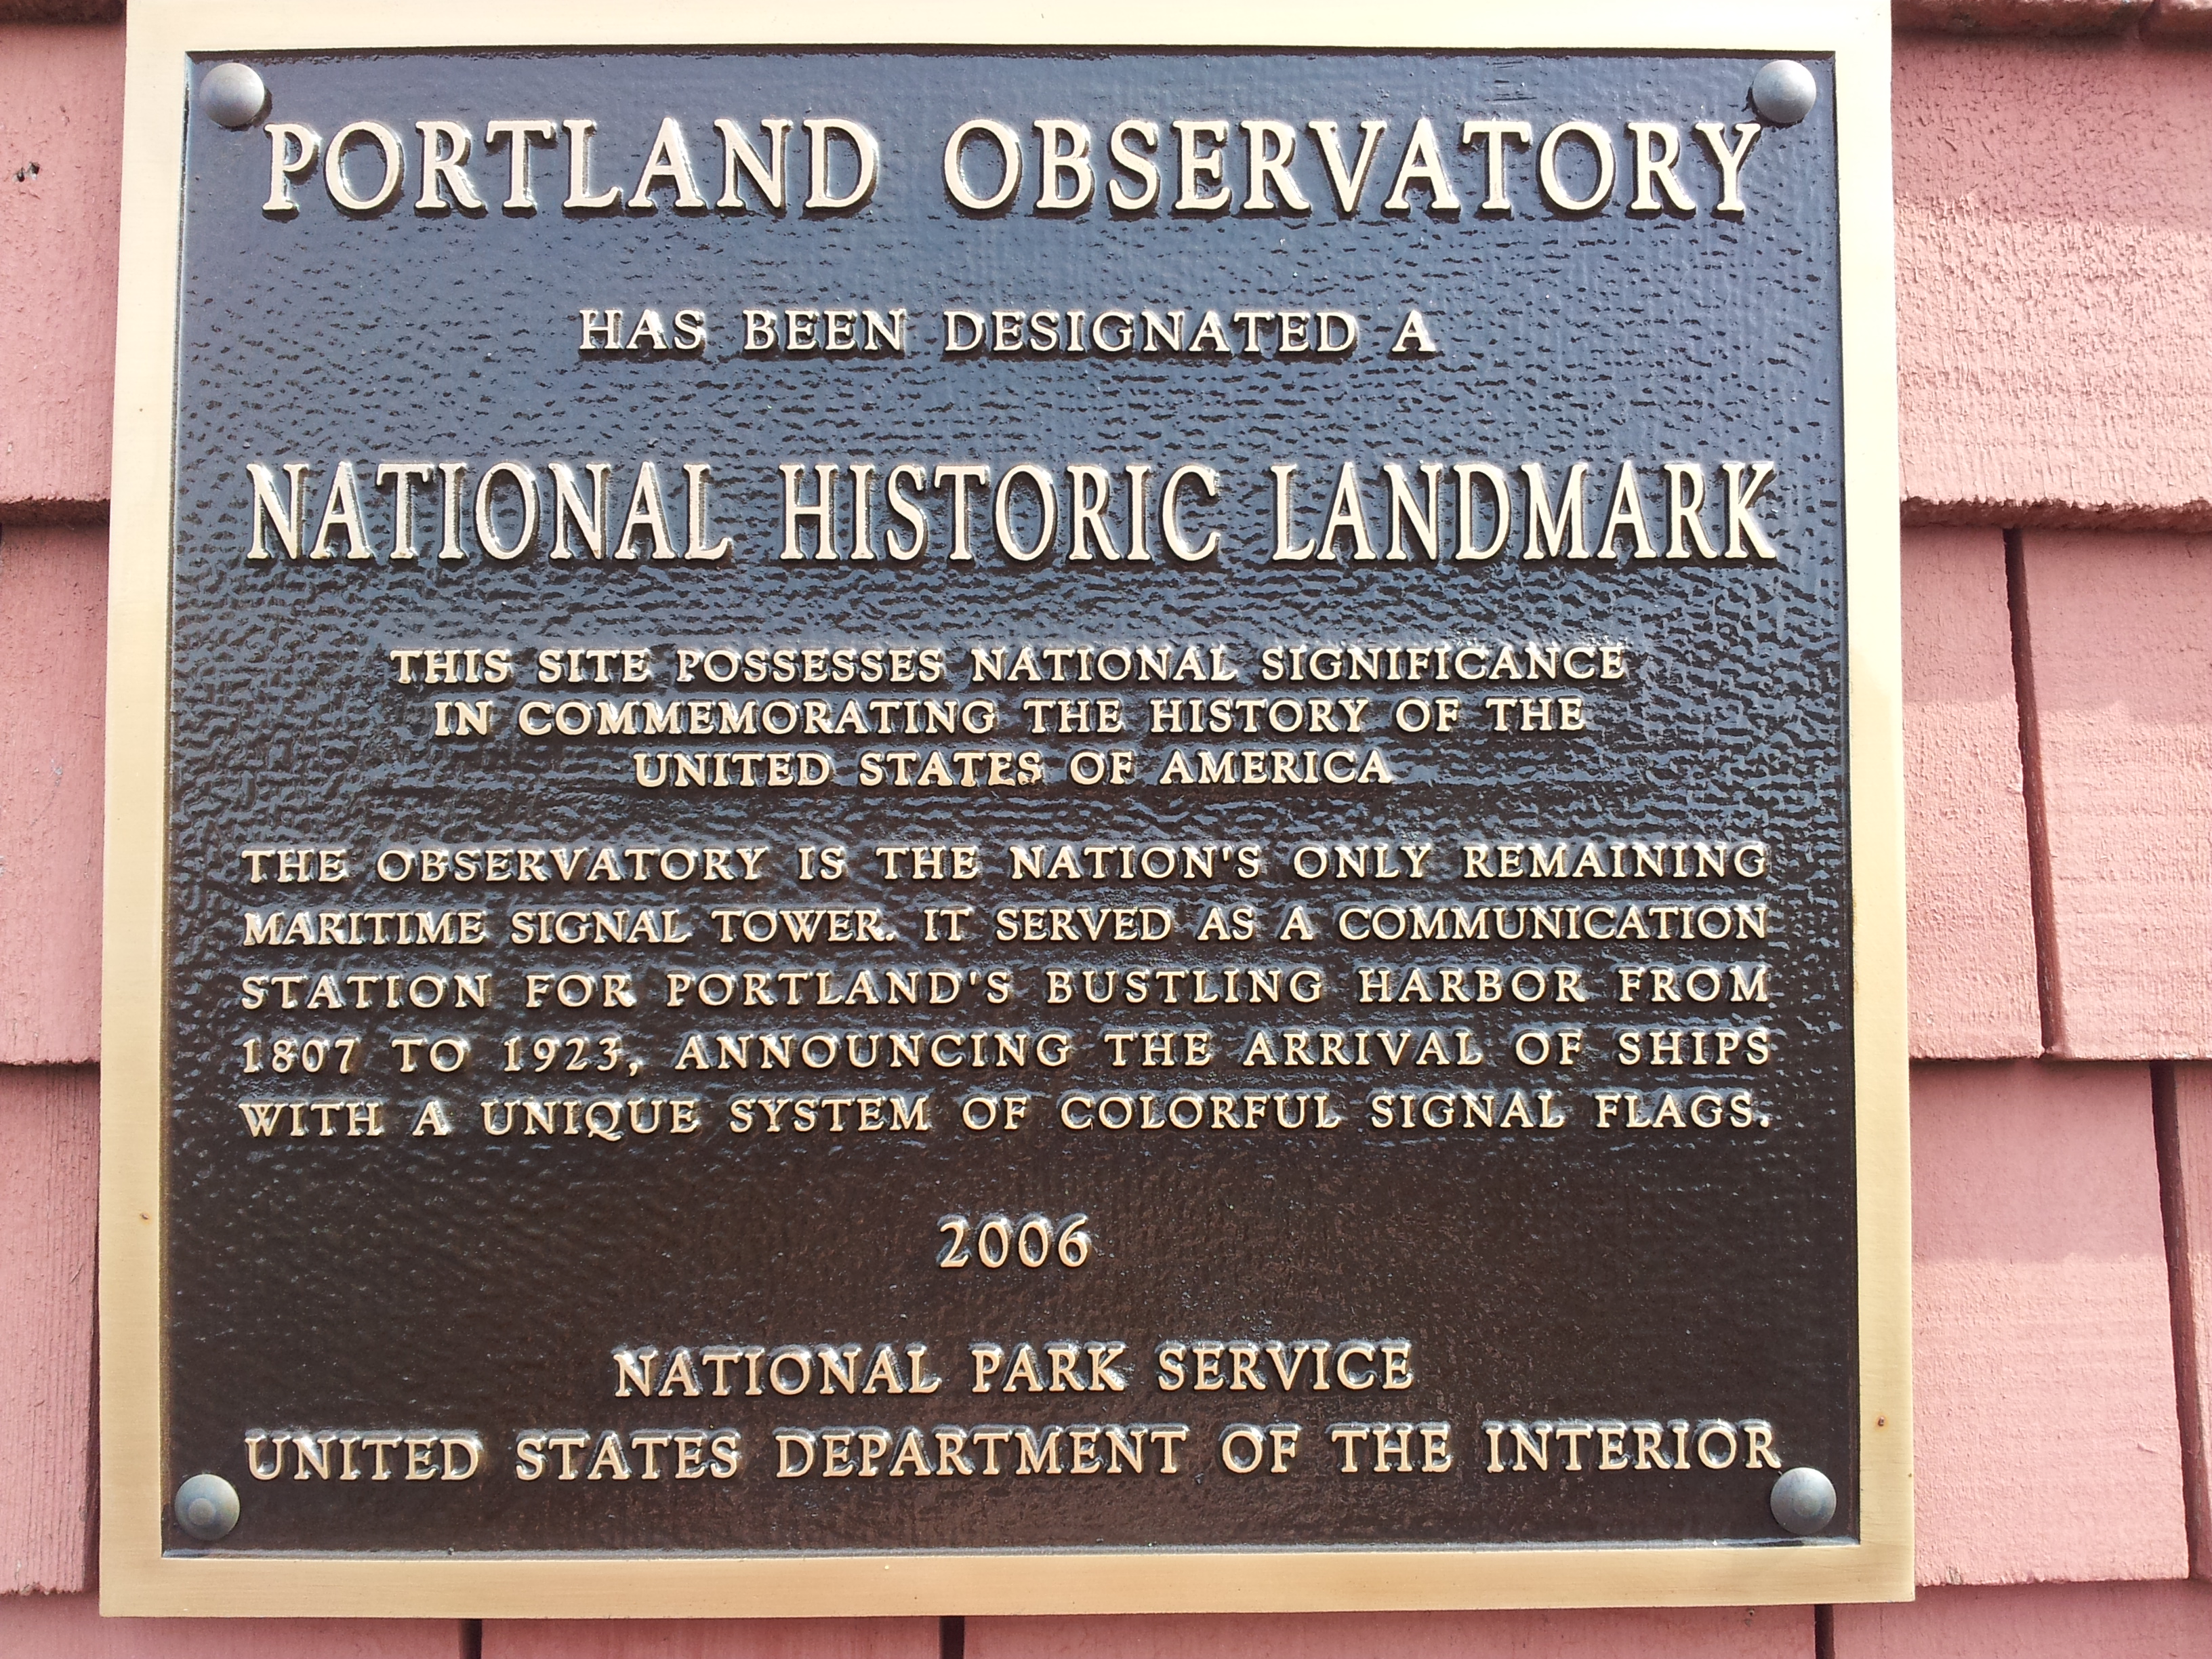 PORTLAND OBSERVATORY
HAS BEEN DESIGNATED A
NATIONAL HISTORIC LANDMARK
THIS SITE POSSESSES NATIONAL SIGNIFICANCE
IN COMMEMORATING THE HISTORY OF THE
UNITED STATES OF AMERICA
THE OBSERVATORY IS THE NATION'S ONLY REMAINING
MARITIME SIGNAL TOWER. IT SERVED AS A COMMUNICATION
STATION FOR PORTLAND'S BUSTLING HARBOR FROM
1807 TO 1923, ANNOUNCING THE ARRIVAL OF SHIPS
WITH A UNIQUE SYSTEM OF COLORFUL SIGNAL FLAGS.
2006
NATIONAL PARK SERVICE
UNITED STATES DEPARTMENT OF THE INTERIOR